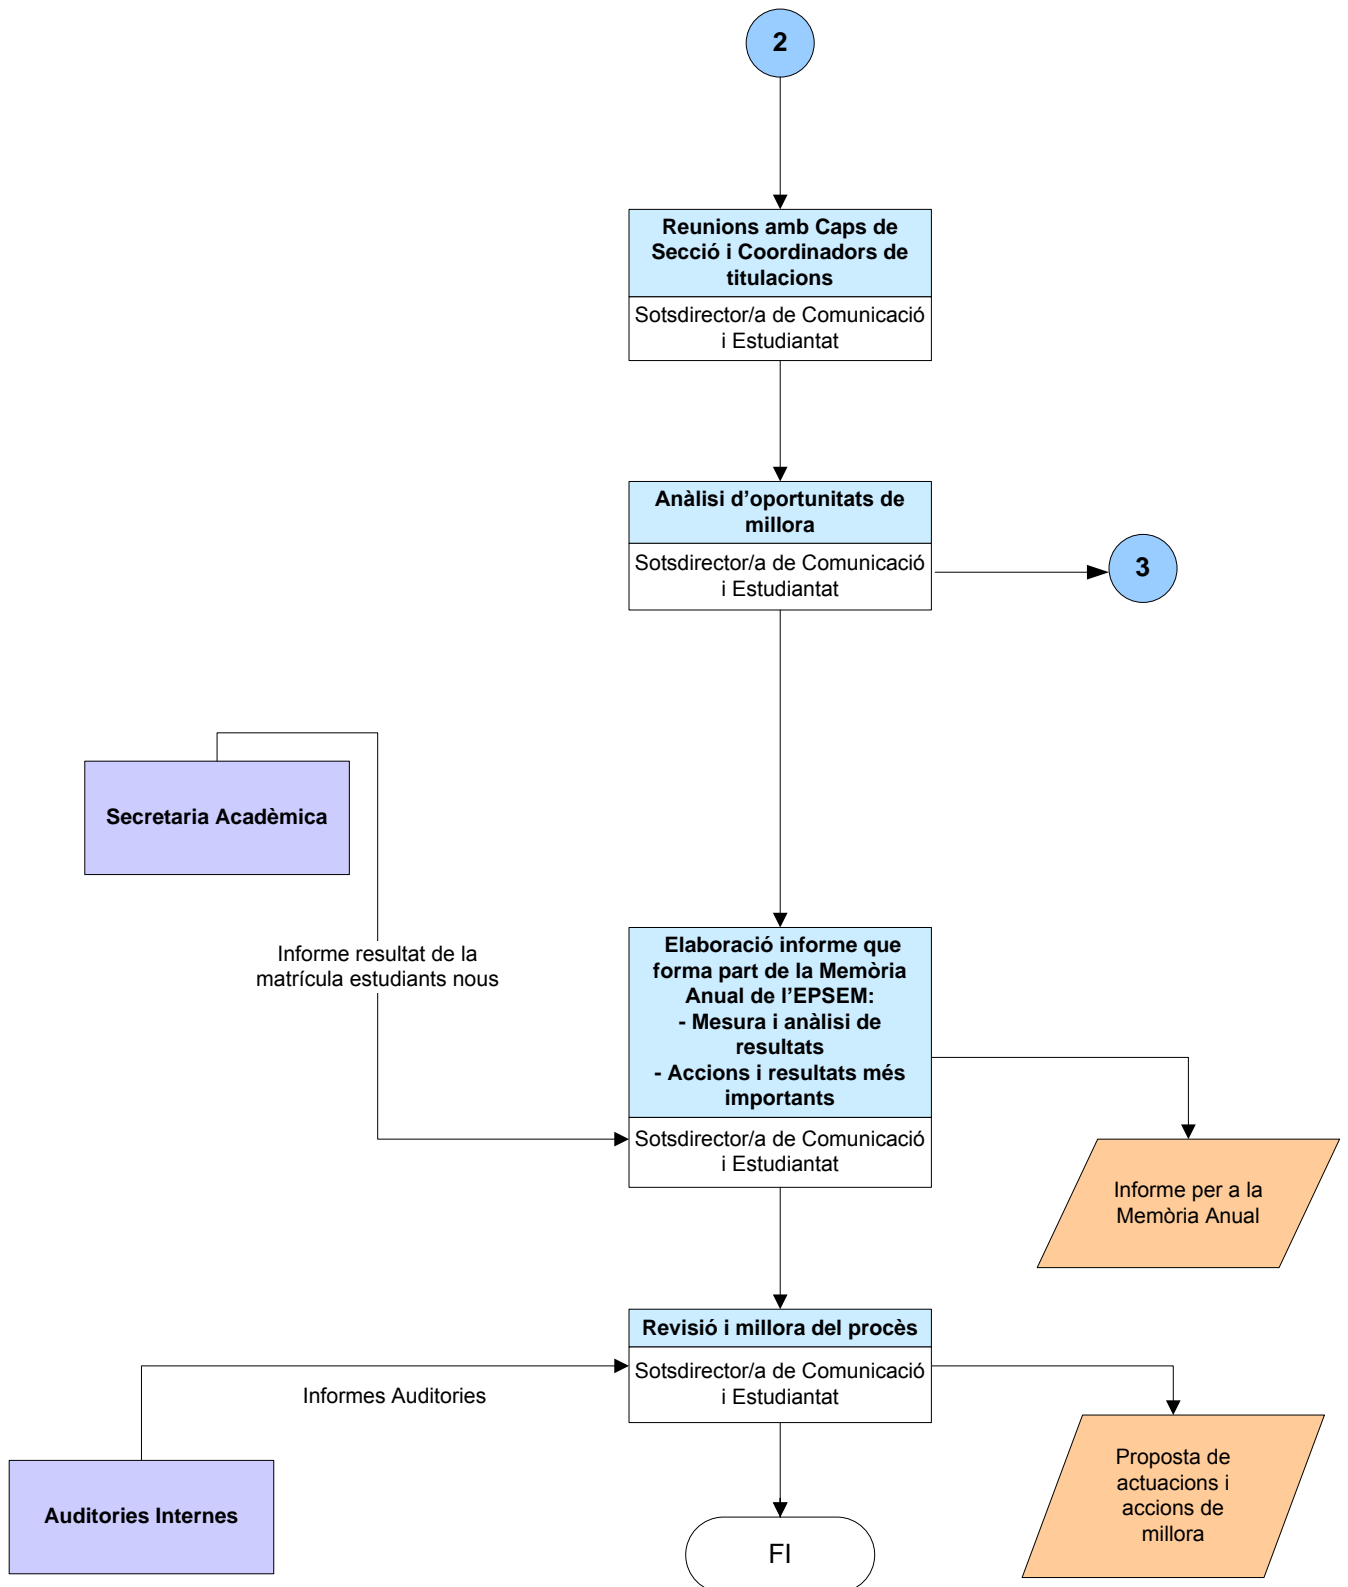 2
Reunions amb Caps de
Secció i Coordinadors de
titulacions
Sotsdirector/a de Comunicació
i Estudiantat
Anàlisi d’oportunitats de
millora
Sotsdirector/a de Comunicació
i Estudiantat
3
Secretaria Acadèmica
Informe resultat de la
matrícula estudiants nous
Elaboració informe que
forma part de la Memòria
Anual de l’EPSEM:
- Mesura i anàlisi de
resultats
- Accions i resultats més
importants
Sotsdirector/a de Comunicació
i Estudiantat
Informe per a la
Memòria Anual
Revisió i millora del procès
Sotsdirector/a de Comunicació
i Estudiantat
Informes Auditories
Auditories Internes
Proposta de
actuacions i
accions de
millora
FI